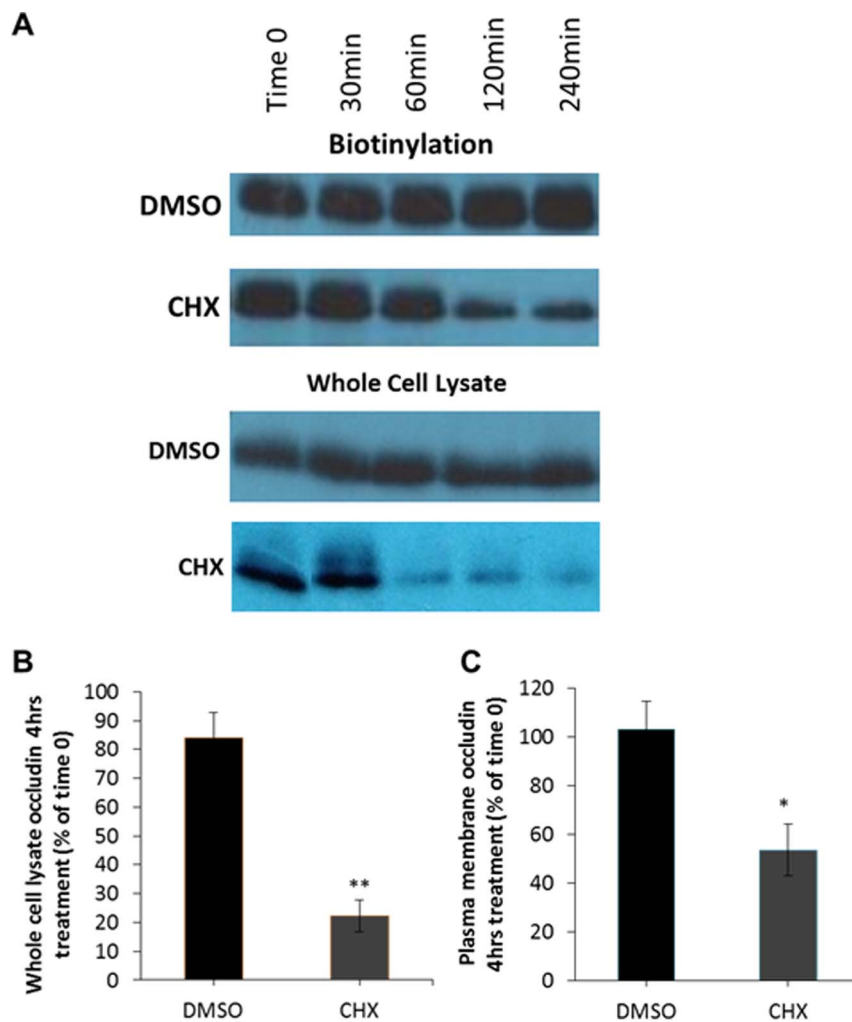 A
Time 0
30min
60min
120min
240min
Biotinylation
DMSO
CHX
Whole Cell Lysate
DMSO
CHX
B
Whole cell lysate occludin 4hrs
treatment (% of time 0)
100
90
80
70
60
50
40
30
20
10
0
**
DMSO
CHX
C
Plasma membrane occludin
4hrs treatment (% of time 0)
120
100
80
60
40
20
0
*
DMSO
CHX